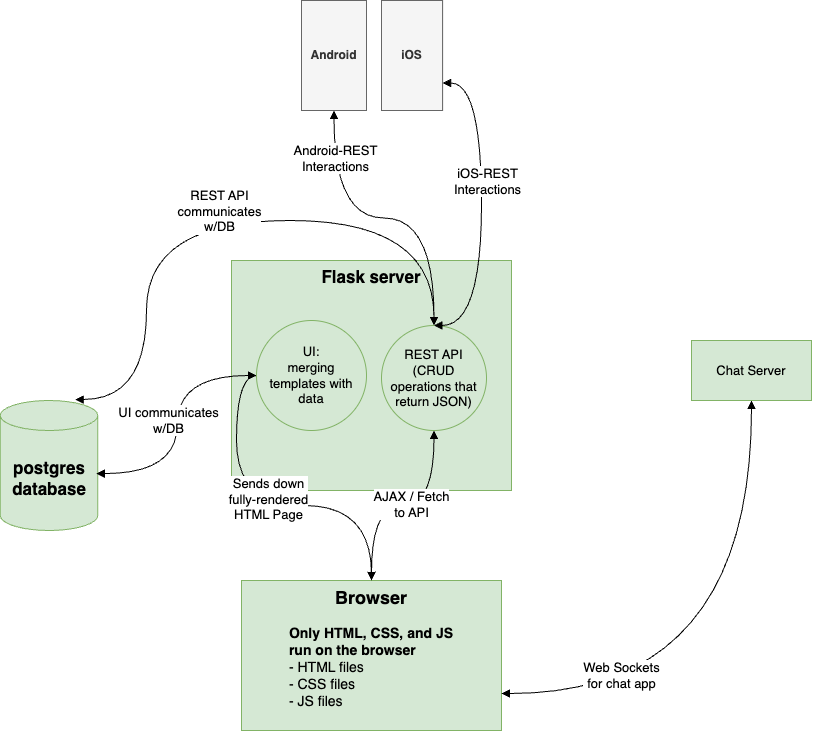 Android
iOS
Android-REST
Interactions
iOS-REST
Interactions
REST API
communicates
w/DB
Flask server
UI:
merging
templates with
data
REST API
(CRUD
operations that
return JSON)
Chat Server
UI communicates
w/DB
postgres
database
Sends down
fully-rendered
HTML Page
AJAX / Fetch
to API
Browser
Only HTML, CSS, and JS
run on the browser
- HTML files
- CSS files
- JS files
Web Sockets
for chat app